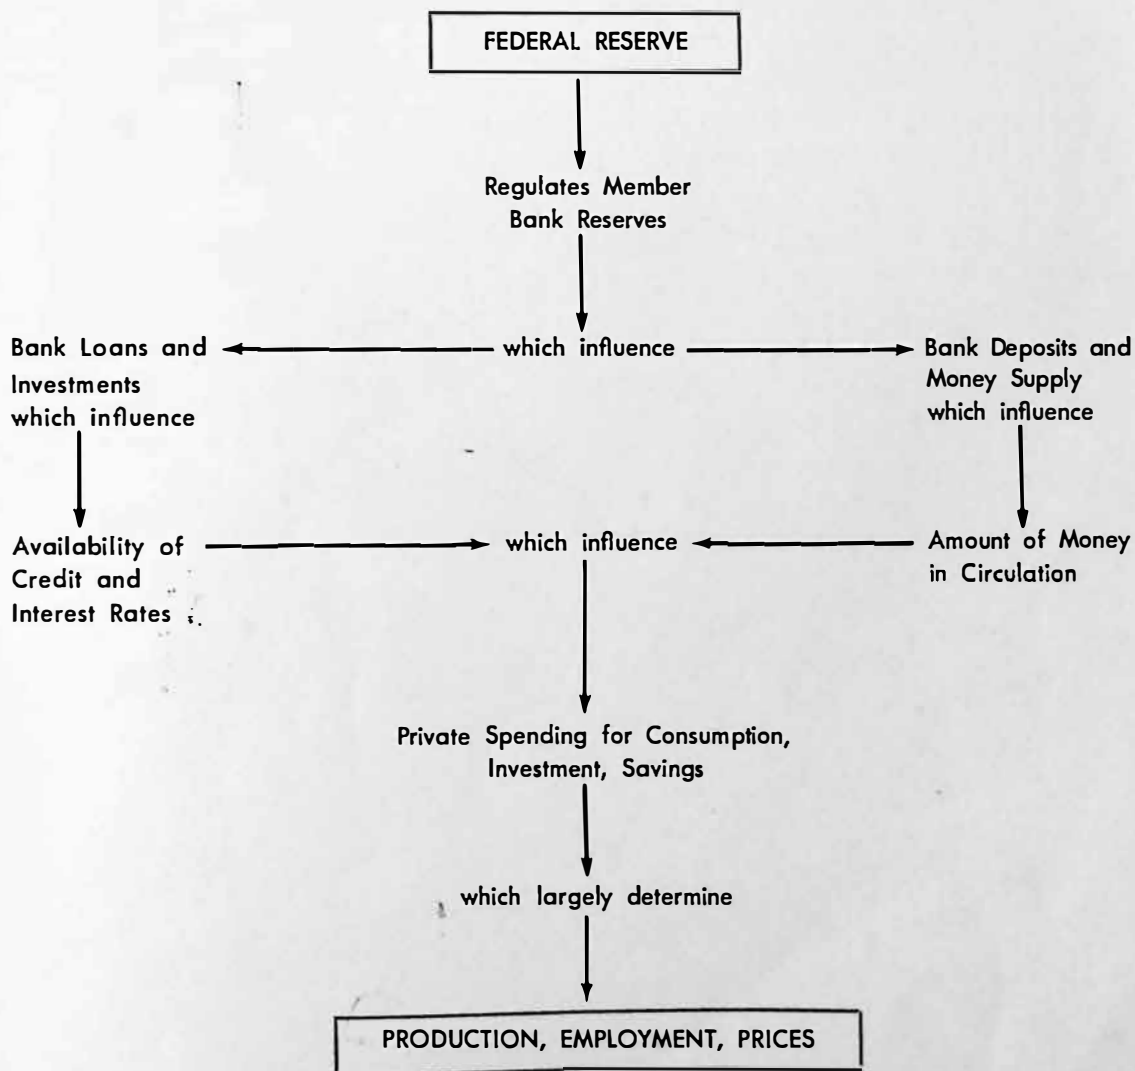 FEDERAL RESERVE
Regulates Member
Bank Reserves
Bank Loans and
Investments
which influence
which influence
Bank Deposits and
Money Supply
which influence
Availability of
Credit and
Interest Rates
which influence
Amount of Money
in Circulation
Private Spending for Consumption,
Investment, Savings
which largely determine
PRODUCTION, EMPLOYMENT, PRICES